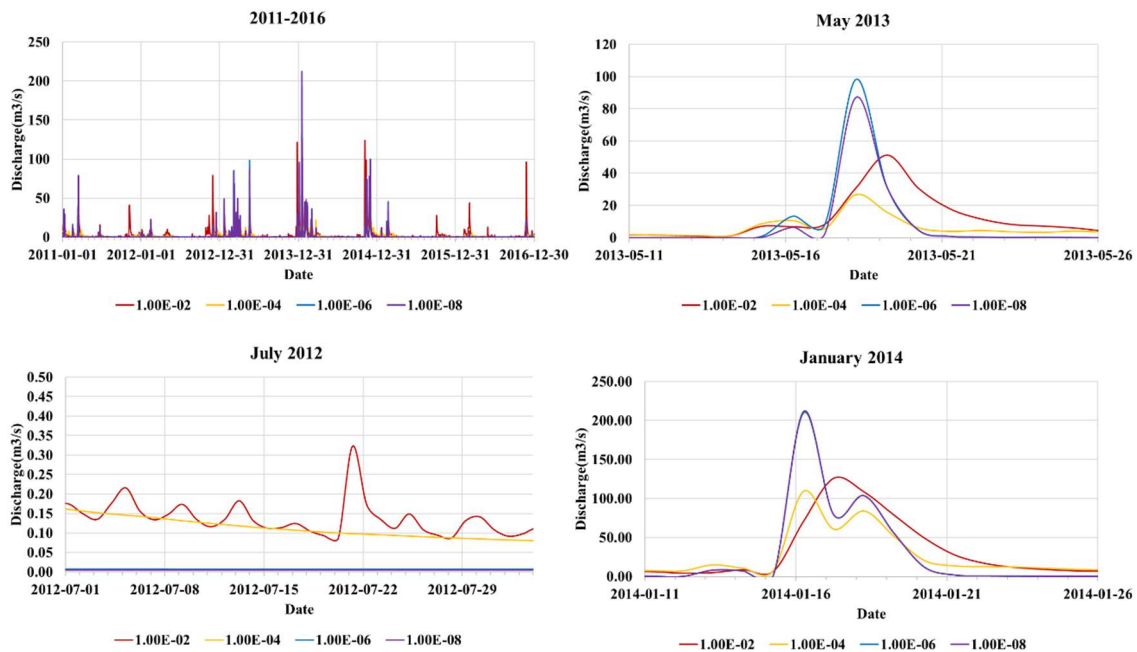 2011-2016
250
200
150
100
50
0
Discharge(m3/s)
2011-01-01 2012-01-01 2012-12-31 2013-12-31 2014-12-31 2015-12-31 2016-12-30
Date
1.00E-02 1.00E-04 1.00E-06 1.00E-08
May 2013
120
100
80
60
40
20
0
Discharge(m3/s)
2013-05-11 2013-05-16 2013-05-21 2013-05-26
Date
1.00E-02 1.00E-04 1.00E-06 1.00E-08
July 2012
0.50
0.45
0.40
0.35
0.30
0.25
0.20
0.15
0.10
0.05
0.00
Discharge(m3/s)
2012-07-01 2012-07-08 2012-07-15 2012-07-22 2012-07-29
Date
1.00E-02 1.00E-04 1.00E-06 1.00E-08
January 2014
250.00
200.00
150.00
100.00
50.00
0.00
Discharge(m3/s)
2014-01-11 2014-01-16 2014-01-21 2014-01-26
Date
1.00E-02 1.00E-04 1.00E-06 1.00E-08